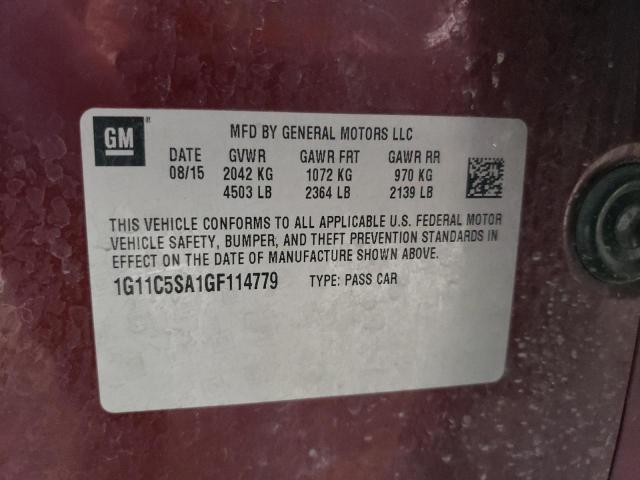 GM
MFD BY GENERAL MOTORS LLC
DATE GVWR GAWR FRT GAWR RR
08/15 2042 KG 1072 KG 970 KG
4503 LB 2364 LB 2139 LB
THIS VEHICLE CONFORMS TO ALL APPLICABLE U.S. FEDERAL MOTOR
VEHICLE SAFETY, BUMPER, AND THEFT PREVENTION STANDARDS IN
EFFECT ON THE DATE OF MANUFACTURE SHOWN ABOVE.
1G11C5SA1GF114779 TYPE: PASS CAR